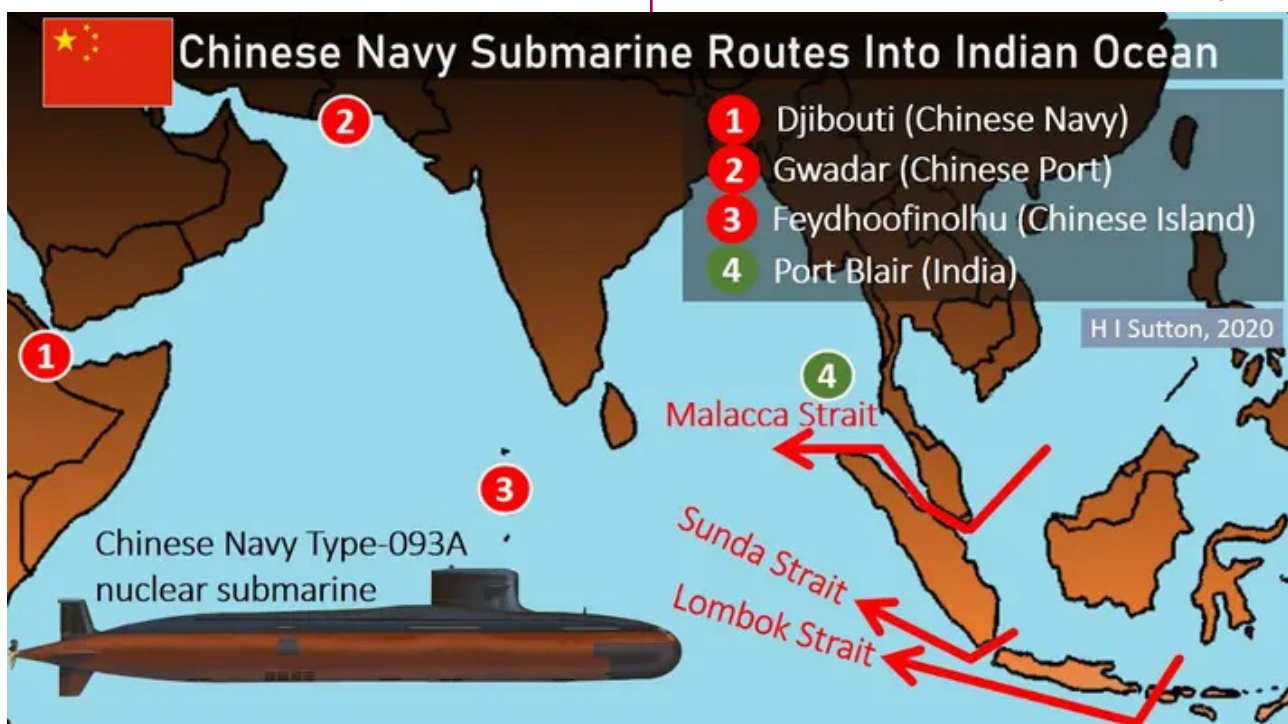 Chinese Navy Submarine Routes Into Indian Ocean
1 Djibouti (Chinese Navy)
2 Gwadar (Chinese Port)
3 Feydhoofinolhu (Chinese Island)
4 Port Blair (India)
H I Sutton, 2020
2
1
4
Malacca Strait
3
Sunda Strait
Lombok Strait
Chinese Navy Type-093A
nuclear submarine